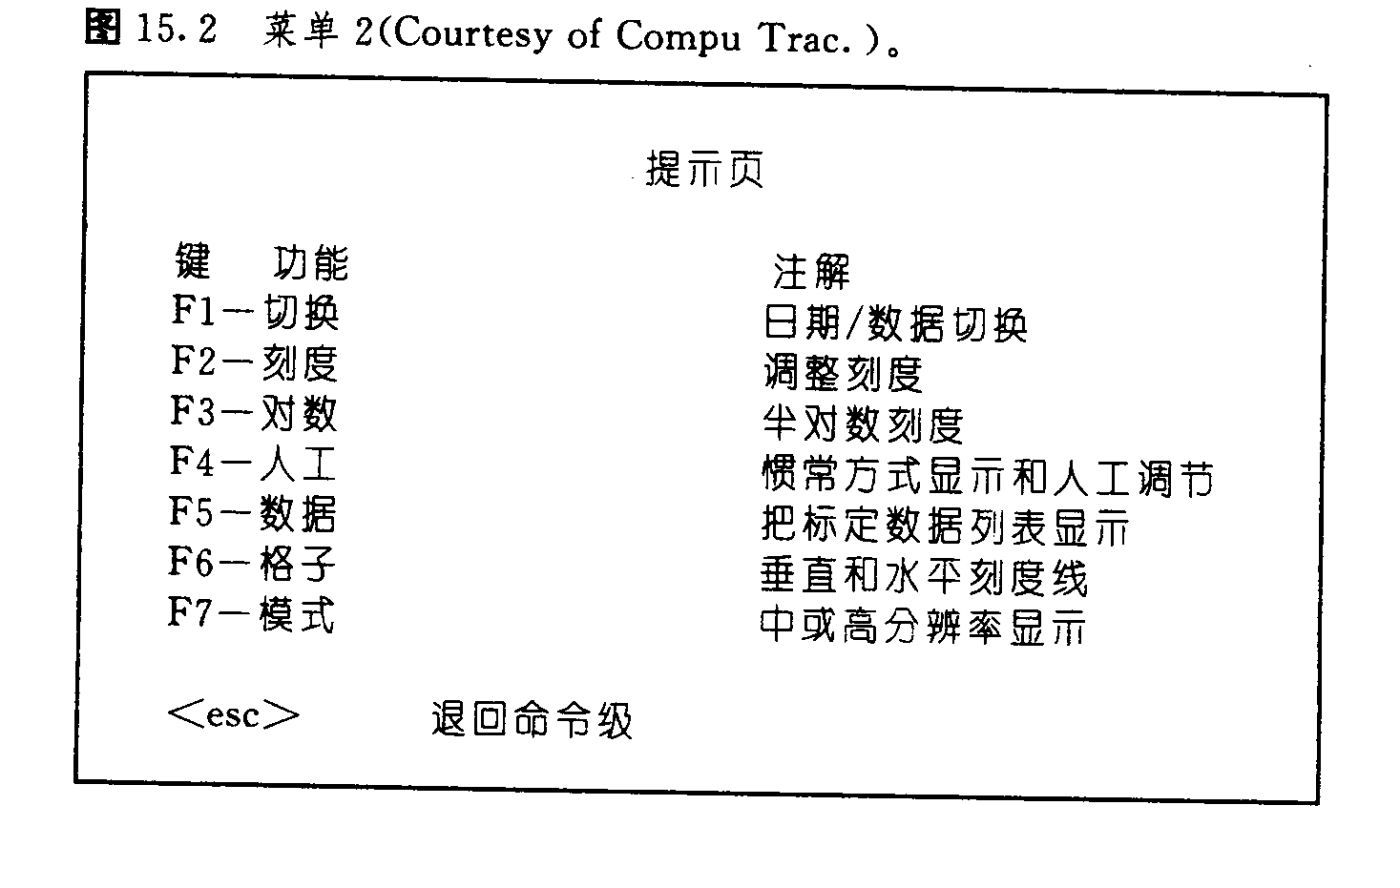 图 15.2 菜单 2(Courtesy of Compu Trac.)。
提示页
键 功能 注解
F1—切换 日期/数据切换
F2—刻度 调整刻度
F3—对数 半对数刻度
F4—人工 惯常方式显示和人工调节
F5—数据 把标定数据列表显示
F6—格子 垂直和水平刻度线
F7—模式 中或高分辨率显示
<esc> 退回命令级